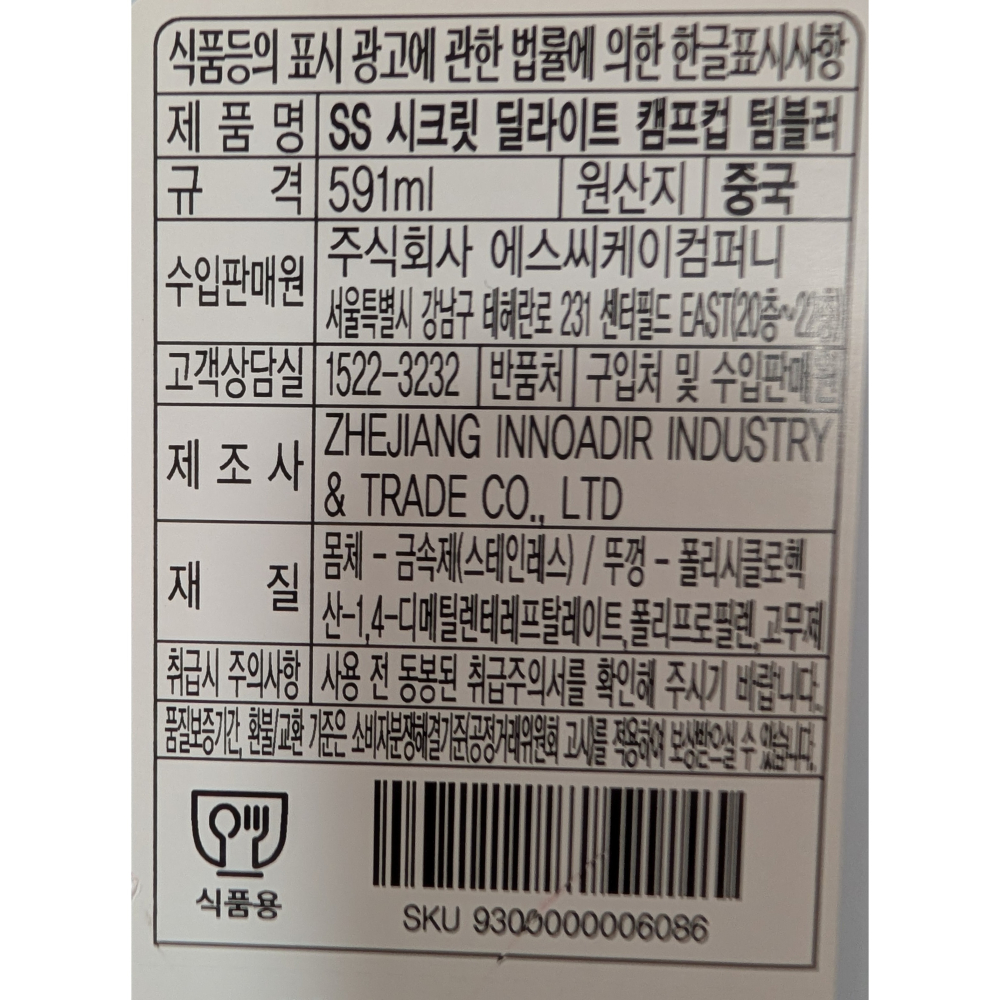 식품등의 표시 광고에 관한 법률에 의한 한글표시사항
제 품 명 SS 시크릿 딜라이트 캠프컵 텀블러
규 격 591ml 원산지 중국
수입판매원 주식회사 에스씨케이컴퍼니
서울특별시 강남구 테헤란로 231 센터필드 EAST(20층~22층)
고객상담실 1522-3232 반품처 구입처 및 수입판매원
제 조 사 ZHEJIANG INNOADIR INDUSTRY
& TRADE CO., LTD
재 질 몸체 - 금속제(스테인레스) / 뚜껑 - 폴리시클로헥
산-1,4-디메틸렌테레프탈레이트,폴리프로필렌,고무제
취급시 주의사항 사용 전 동봉된 취급주의서를 확인해 주시기 바랍니다.
품질보증기간, 환불/교환 기준은 소비자분쟁해결기준(공정거래위원회 고시)를 적용하여 보상받으실 수 있습니다.
식품용
SKU 9300000006086